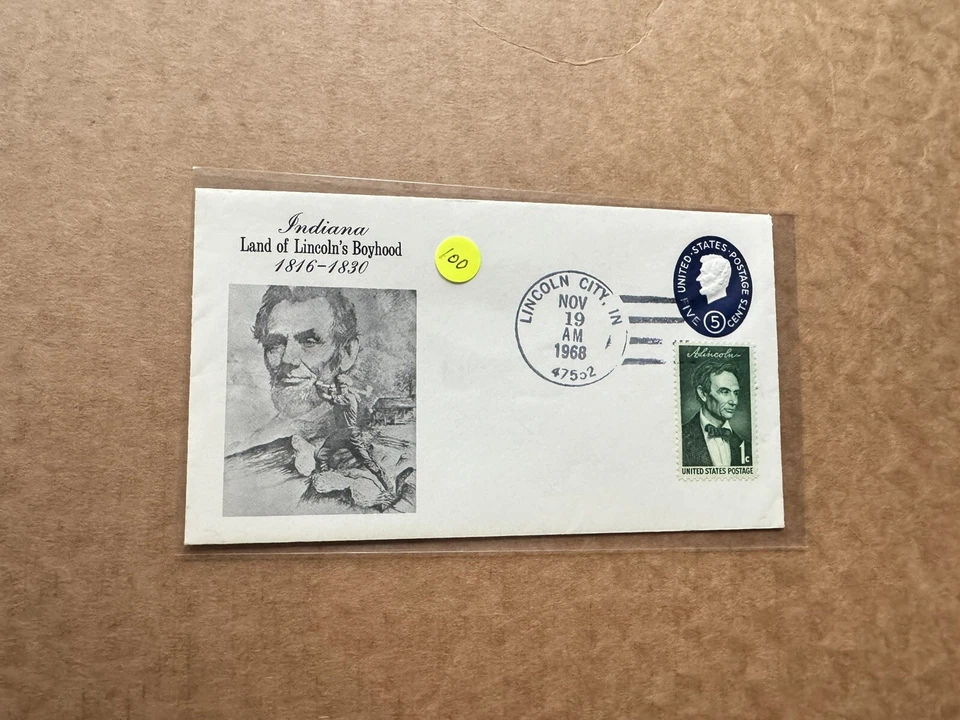 Indiana
Land of Lincoln's Boyhood
1816-1830
100
LINCOLN CITY, IN
NOV
19
AM
1968
47552
UNITED·STATES·POSTAGE
FIVE 5 CENTS
A.Lincoln
1c
UNITED STATES POSTAGE